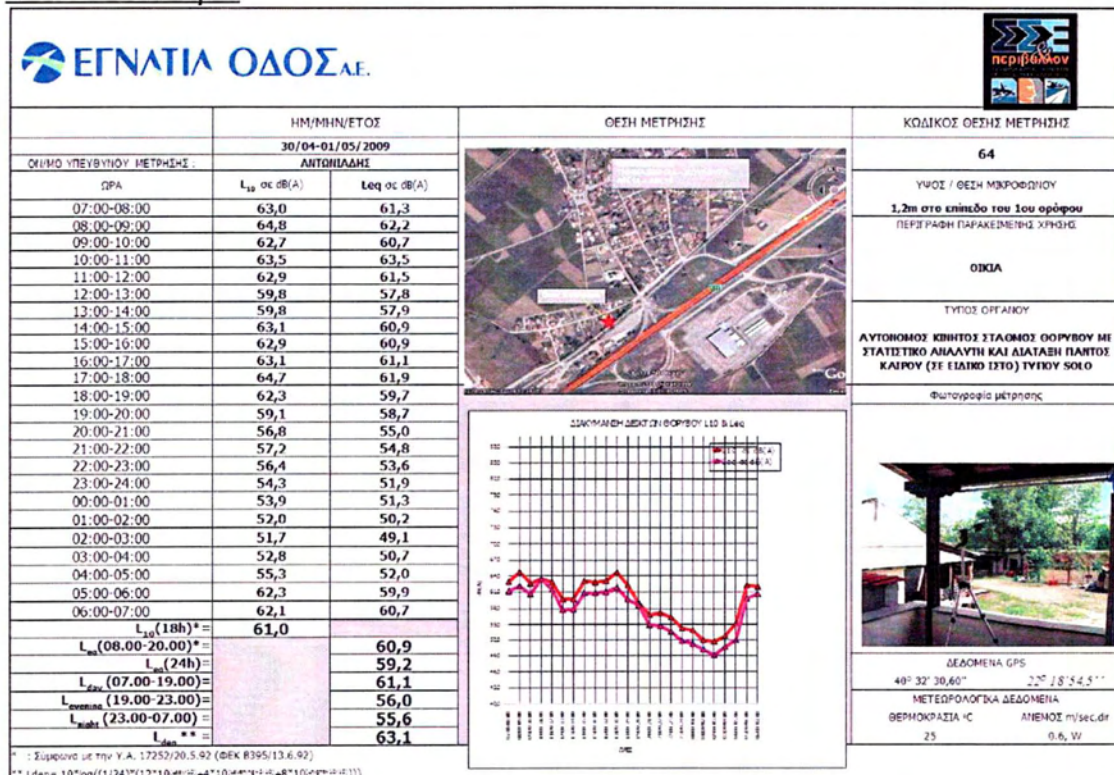 ΕΓΝΑΤΙΑ ΟΔΟΣ Α.Ε.
ΣΣΕ
&
περιβάλλον
ΗΜ/ΜΗΝ/ΕΤΟΣ
ΘΕΣΗ ΜΕΤΡΗΣΗΣ
ΚΩΔΙΚΟΣ ΘΕΣΗΣ ΜΕΤΡΗΣΗΣ
30/04-01/05/2009
64
ΟΝ/ΜΟ ΥΠΕΥΘΥΝΟΥ ΜΕΤΡΗΣΗΣ :
ΑΝΤΩΝΙΑΔΗΣ
ΩΡΑ L10 σε dB(A) Leq σε dB(A)
07:00-08:00 63,0 61,3
08:00-09:00 64,8 62,2
09:00-10:00 62,7 60,7
10:00-11:00 63,5 63,5
11:00-12:00 62,9 61,5
12:00-13:00 59,8 57,8
13:00-14:00 59,8 57,9
14:00-15:00 63,1 60,9
15:00-16:00 62,9 60,9
16:00-17:00 63,1 61,1
17:00-18:00 64,7 61,9
18:00-19:00 62,3 59,7
19:00-20:00 59,1 58,7
20:00-21:00 56,8 55,0
21:00-22:00 57,2 54,8
22:00-23:00 56,4 53,6
23:00-24:00 54,3 51,9
00:00-01:00 53,9 51,3
01:00-02:00 52,0 50,2
02:00-03:00 51,7 49,1
03:00-04:00 52,8 50,7
04:00-05:00 55,3 52,0
05:00-06:00 62,3 59,9
06:00-07:00 62,1 60,7
L10(18h)* = 61,0
Leq(08.00-20.00)* = 60,9
Leq(24h)= 59,2
Lday (07.00-19.00)= 61,1
Levening (19.00-23.00)= 56,0
Lnight (23.00-07.00) = 55,6
Lden ** = 63,1
* : Σύμφωνα με την Υ.Α. 17252/20.5.92 (ΦΕΚ Β395/13.6.92)
ΔΙΑΚΥΜΑΝΣΗ ΔΕΙΚΤΩΝ ΘΟΡΥΒΟΥ L10 & Leq
ΥΨΟΣ / ΘΕΣΗ ΜΙΚΡΟΦΩΝΟΥ
1,2m στο επίπεδο του 1ου ορόφου
ΠΕΡΙΓΡΑΦΗ ΠΑΡΑΚΕΙΜΕΝΗΣ ΧΡΗΣΗΣ
ΟΙΚΙΑ
ΤΥΠΟΣ ΟΡΓΑΝΟΥ
ΑΥΤΟΝΟΜΟΣ ΚΙΝΗΤΟΣ ΣΤΑΘΜΟΣ ΘΟΡΥΒΟΥ ΜΕ
ΣΤΑΤΙΣΤΙΚΟ ΑΝΑΛΥΤΗ ΚΑΙ ΔΙΑΤΑΞΗ ΠΑΝΤΟΣ
ΚΑΙΡΟΥ (ΣΕ ΕΙΔΙΚΟ ΙΣΤΟ) ΤΥΠΟΥ SOLO
Φωτογραφία μέτρησης
ΔΕΔΟΜΕΝΑ GPS
40° 32' 30,60'' 22° 18'54,5''
ΜΕΤΕΩΡΟΛΟΓΙΚΑ ΔΕΔΟΜΕΝΑ
ΘΕΡΜΟΚΡΑΣΙΑ °C ΑΝΕΜΟΣ m/sec,dir
25 0.6, W